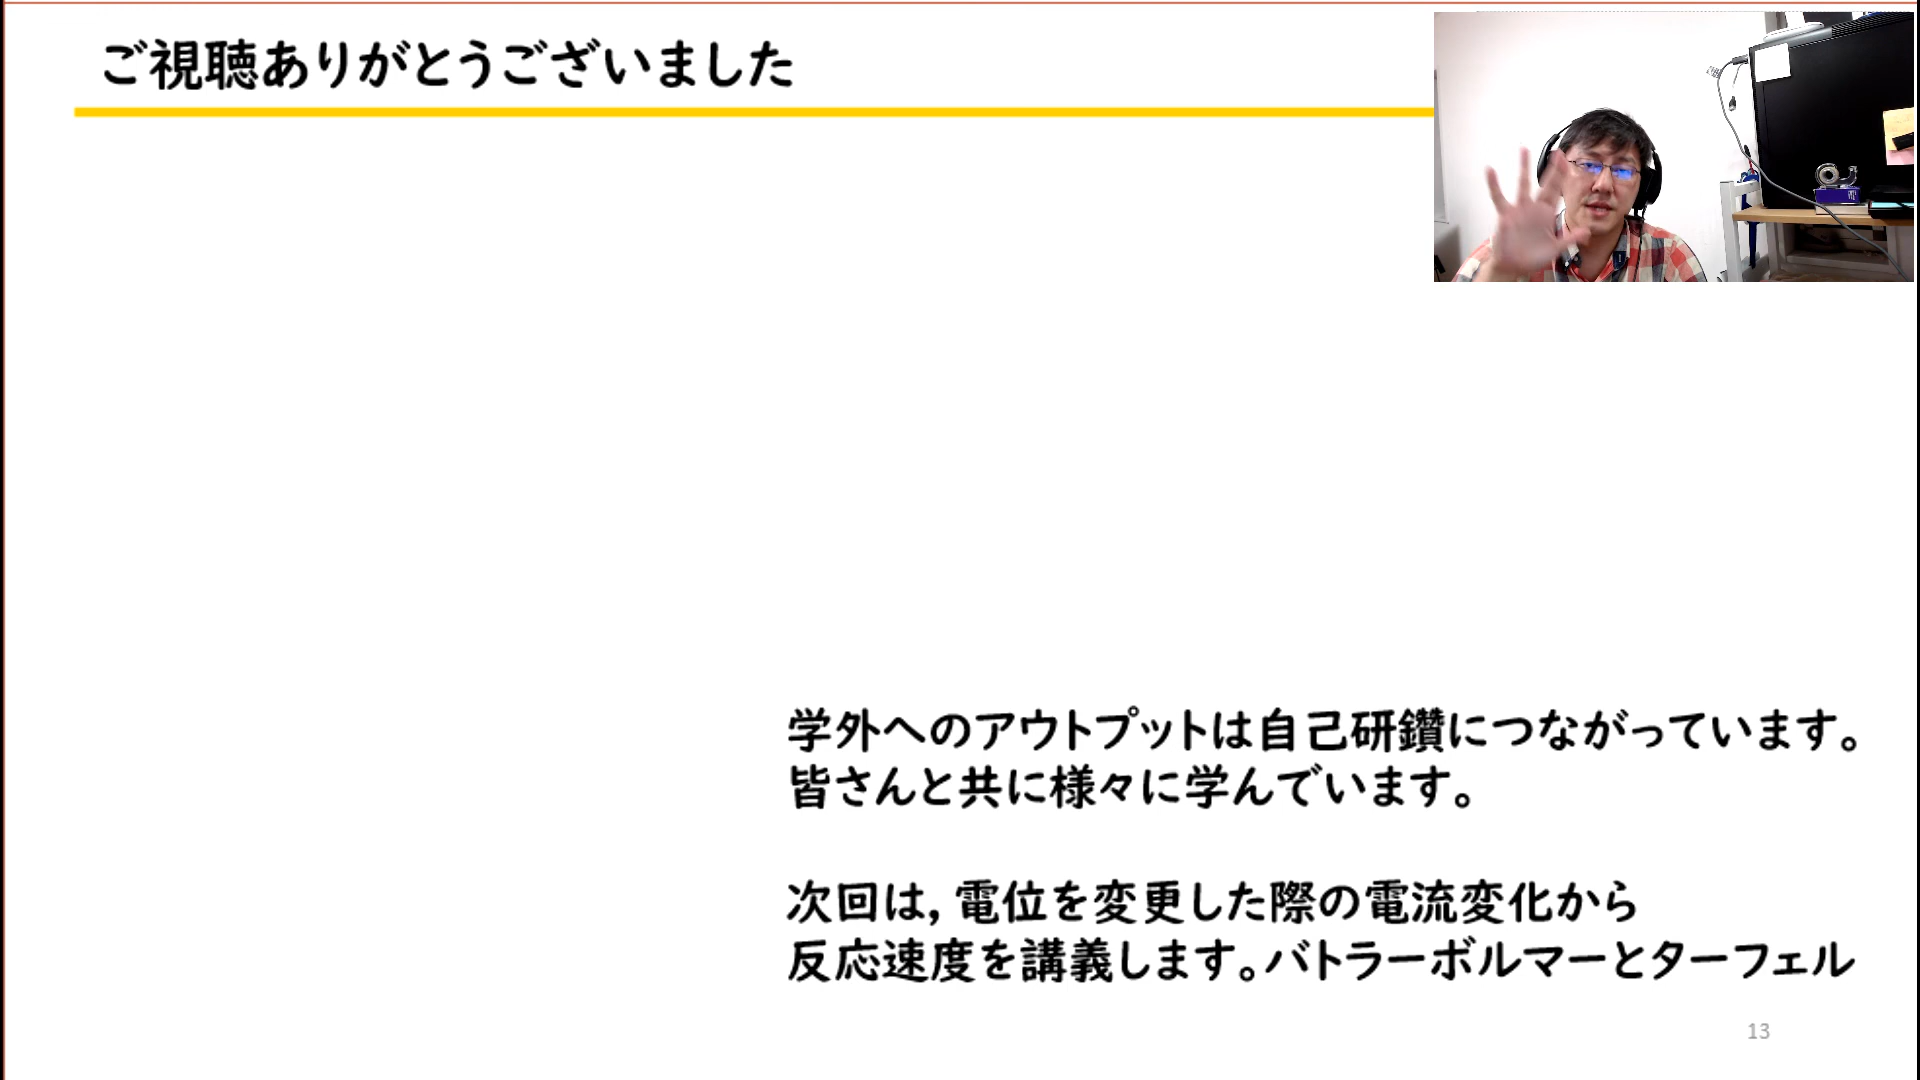 ご視聴ありがとうございました
学外へのアウトプットは自己研鑽につながっています。
皆さんと共に様々に学んでいます。
次回は，電位を変更した際の電流変化から
反応速度を講義します。バトラーボルマーとターフェル
13